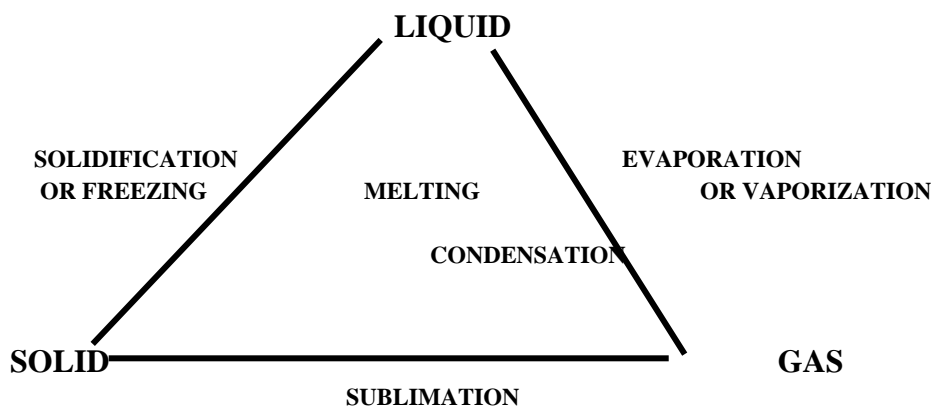 LIQUID
SOLIDIFICATION
OR FREEZING
MELTING
EVAPORATION
OR VAPORIZATION
CONDENSATION
SOLID
GAS
SUBLIMATION